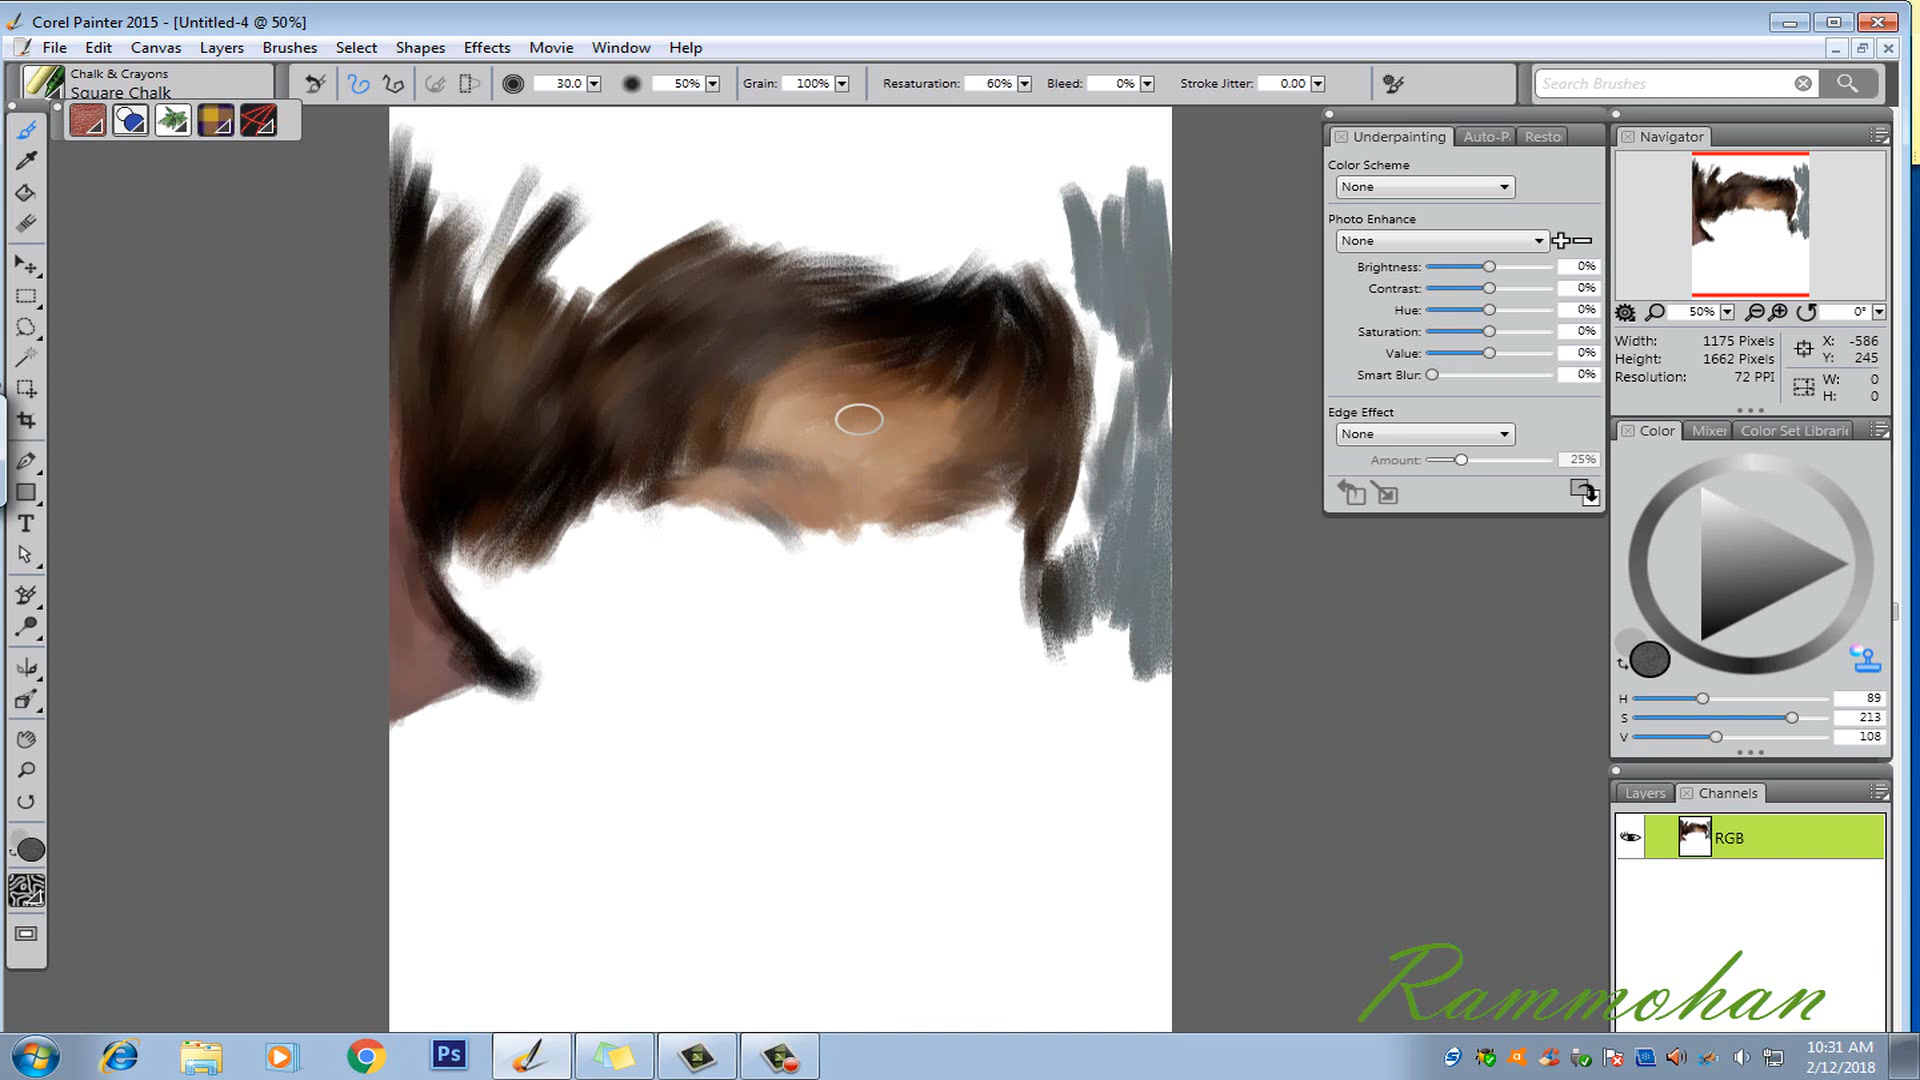 Corel Painter 2015 - [Untitled-4 @ 50%]
File Edit Canvas Layers Brushes Select Shapes Effects Movie Window Help
Chalk & Crayons
Square Chalk
30.0 50% Grain: 100% Resaturation: 60% Bleed: 0% Stroke Jitter: 0.00
Search Brushes
Underpainting Auto-P Resto
Color Scheme
None
Photo Enhance
None
Brightness: 0%
Contrast: 0%
Hue: 0%
Saturation: 0%
Value: 0%
Smart Blur: 0%
Edge Effect
None
Amount: 25%
Navigator
50% 0°
Width: 1175 Pixels X: -586
Height: 1662 Pixels Y: 245
Resolution: 72 PPI W: 0
H: 0
Color Mixer Color Set Librari
H 89
S 213
V 108
Layers Channels
RGB
T
Rammohan
Ps
10:31 AM
2/12/2018